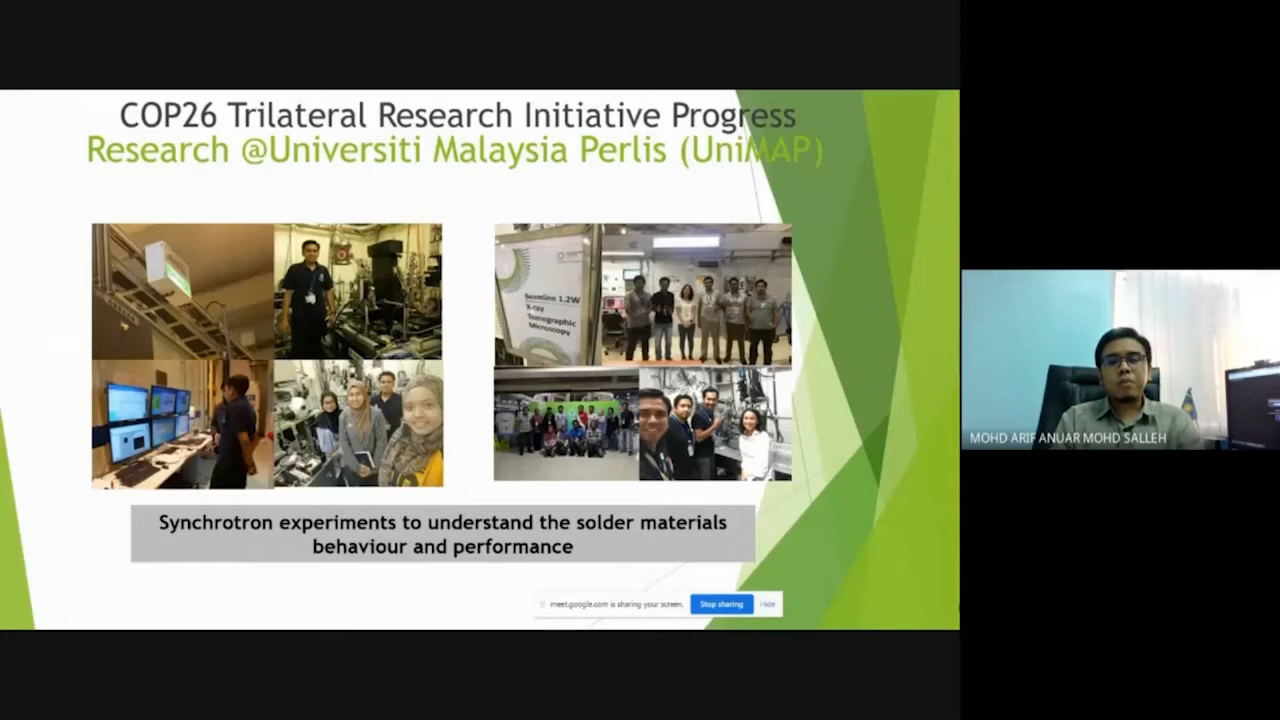 COP26 Trilateral Research Initiative Progress
Research @Universiti Malaysia Perlis (UniMAP)
Beamline 1.2W
X-ray
Tomographic
Microscopy
Synchrotron experiments to understand the solder materials
behaviour and performance
meet.google.com is sharing your screen. Stop sharing Hide
MOHD ARIF ANUAR MOHD SALLEH